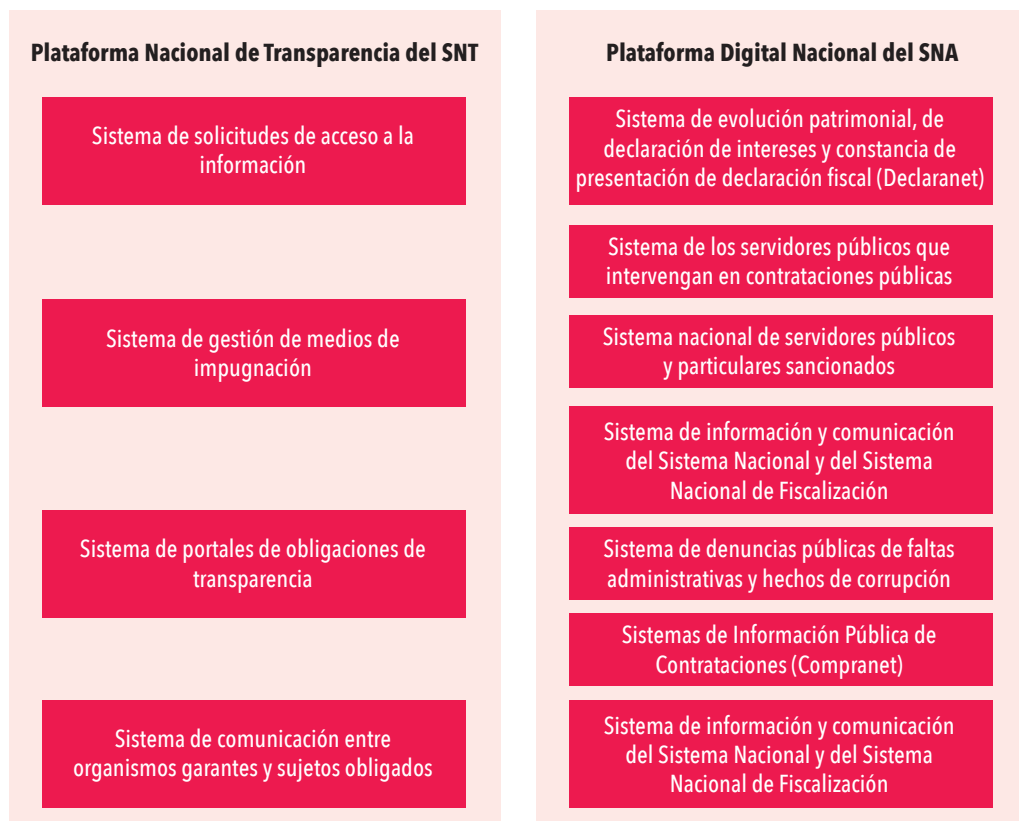 Plataforma Nacional de Transparencia del SNT
Sistema de solicitudes de acceso a la
información
Sistema de gestión de medios de
impugnación
Sistema de portales de obligaciones de
transparencia
Sistema de comunicación entre
organismos garantes y sujetos obligados
Plataforma Digital Nacional del SNA
Sistema de evolución patrimonial, de
declaración de intereses y constancia de
presentación de declaración fiscal (Declaranet)
Sistema de los servidores públicos que
intervengan en contrataciones públicas
Sistema nacional de servidores públicos
y particulares sancionados
Sistema de información y comunicación
del Sistema Nacional y del Sistema
Nacional de Fiscalización
Sistema de denuncias públicas de faltas
administrativas y hechos de corrupción
Sistemas de Información Pública de
Contrataciones (Compranet)
Sistema de información y comunicación
del Sistema Nacional y del Sistema
Nacional de Fiscalización